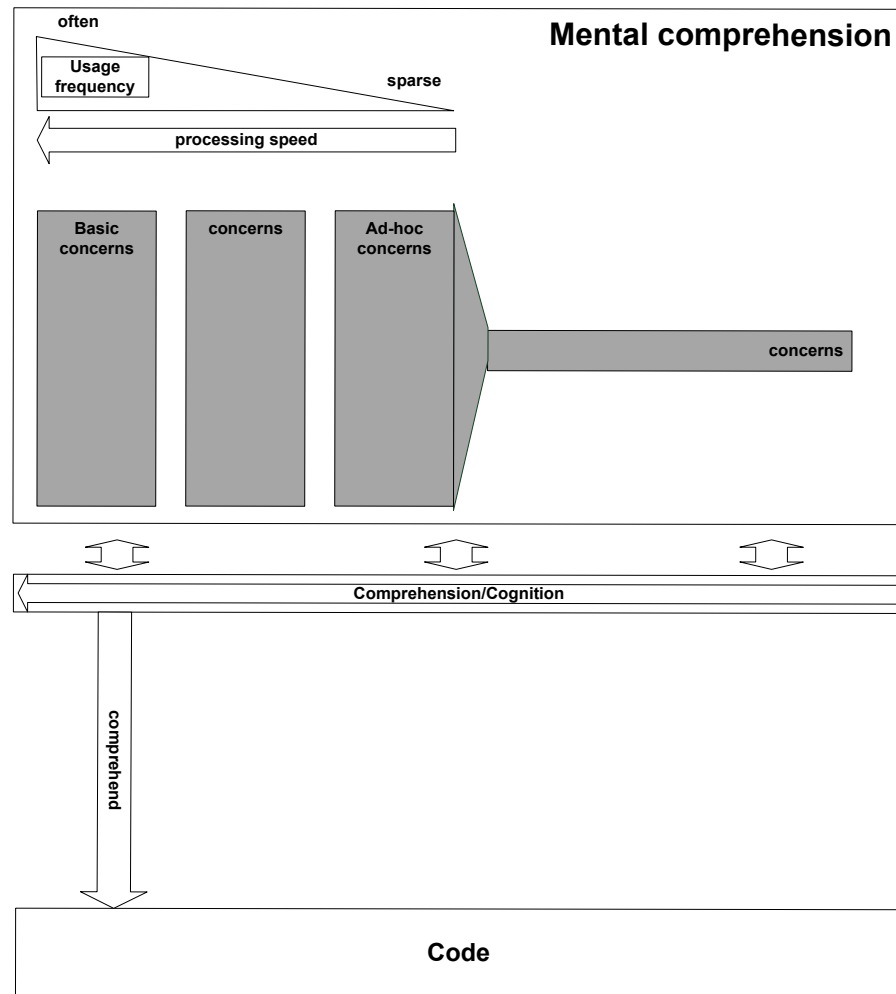 often
Mental comprehension
Usage
frequency
sparse
processing speed
Basic
concerns
concerns
Ad-hoc
concerns
concerns
Comprehension/Cognition
comprehend
Code